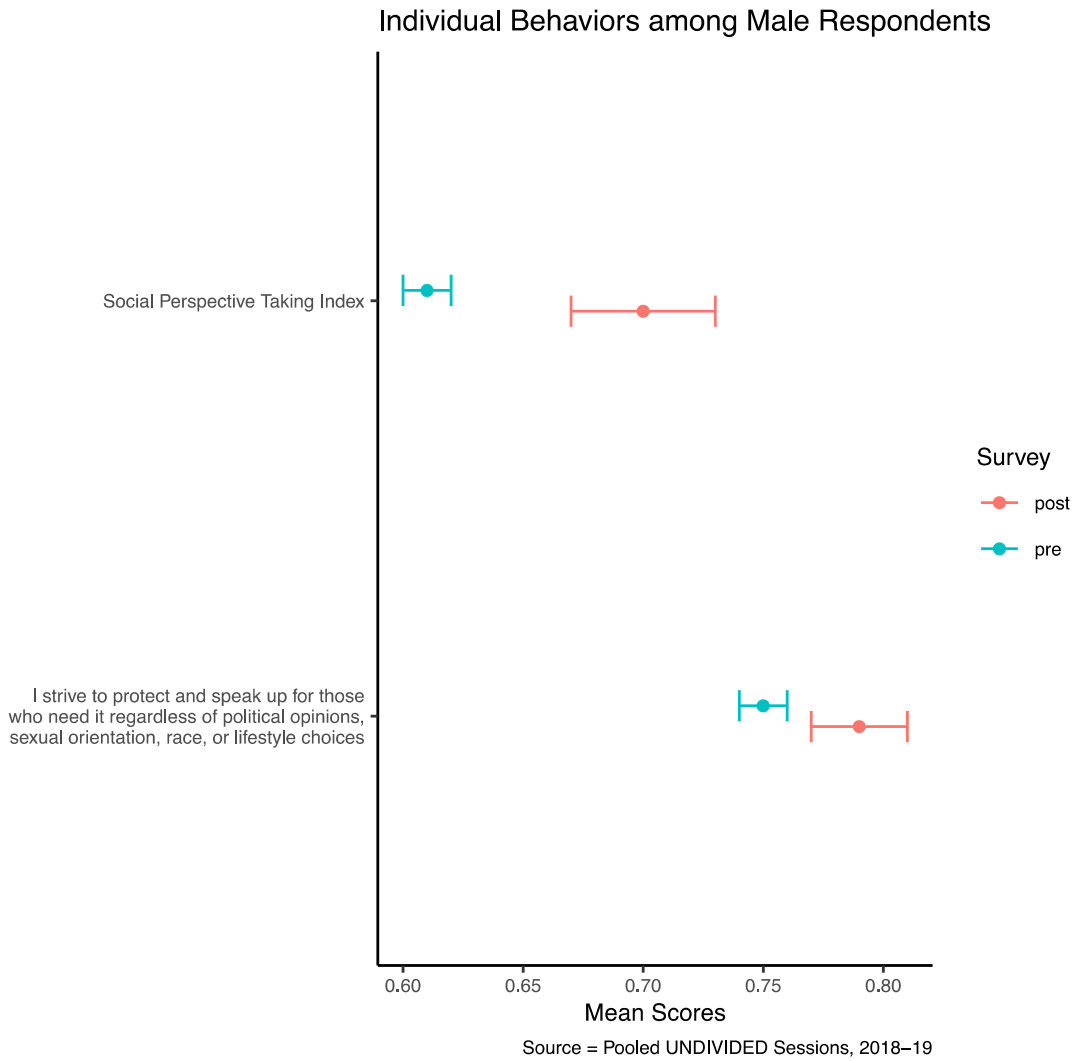 Individual Behaviors among Male Respondents
Social Perspective Taking Index
I strive to protect and speak up for those
who need it regardless of political opinions,
sexual orientation, race, or lifestyle choices
Survey
post
pre
0.60 0.65 0.70 0.75 0.80
Mean Scores
Source = Pooled UNDIVIDED Sessions, 2018–19